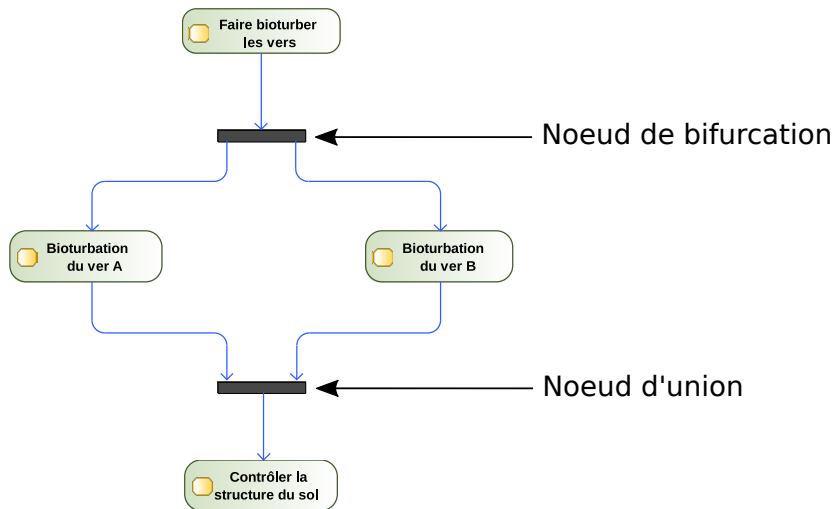 Faire bioturber
les vers
Noeud de bifurcation
Bioturbation
du ver A
Bioturbation
du ver B
Noeud d'union
Contrôler la
structure du sol